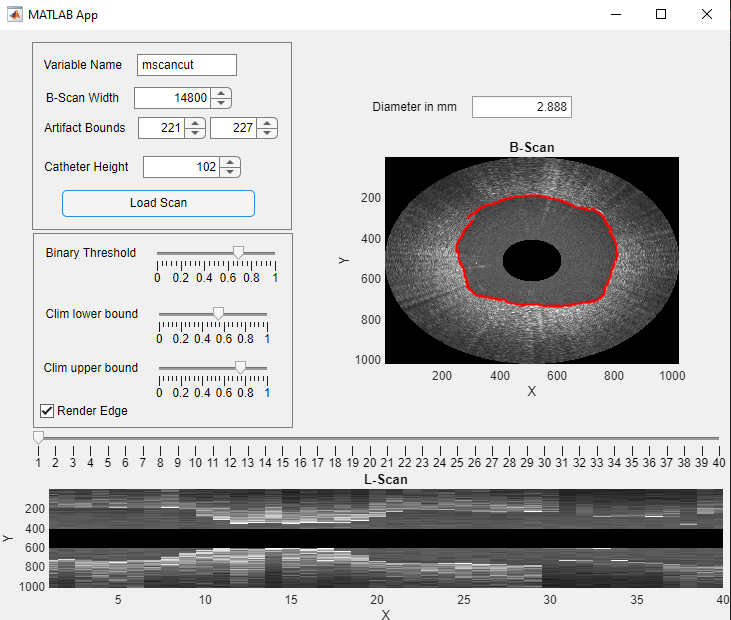 MATLAB App
Variable Name mscancut
B-Scan Width 14800
Artifact Bounds 221 227
Catheter Height 102
Load Scan
Binary Threshold
0 0.2 0.4 0.6 0.8 1
Clim lower bound
0 0.2 0.4 0.6 0.8 1
Clim upper bound
0 0.2 0.4 0.6 0.8 1
Render Edge
Diameter in mm 2.888
B-Scan
Y
200
400
600
800
1000
200 400 600 800 1000
X
1 2 3 4 5 6 7 8 9 10 11 12 13 14 15 16 17 18 19 20 21 22 23 24 25 26 27 28 29 30 31 32 33 34 35 36 37 38 39 40
L-Scan
Y
200
400
600
800
1000
5 10 15 20 25 30 35 40
X